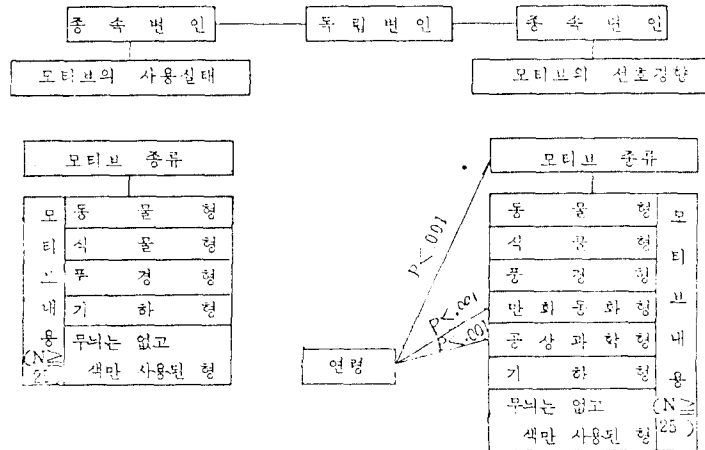 종속변인 독립변인 종속변인
모티브의 사용실태 모티브의 선호경향
모티브 종류 모티브 종류
모티브내용 (N≧25)
동물형
식물형
풍경형
기하형
무늬는 없고
색만 사용된 형
P<.001
P<.001
P<.001
연령
동물형
식물형
풍경형
만화동화형
공상과학형
기하형
무늬는 없고
색만 사용된 형
모티브내용 (N≧25)